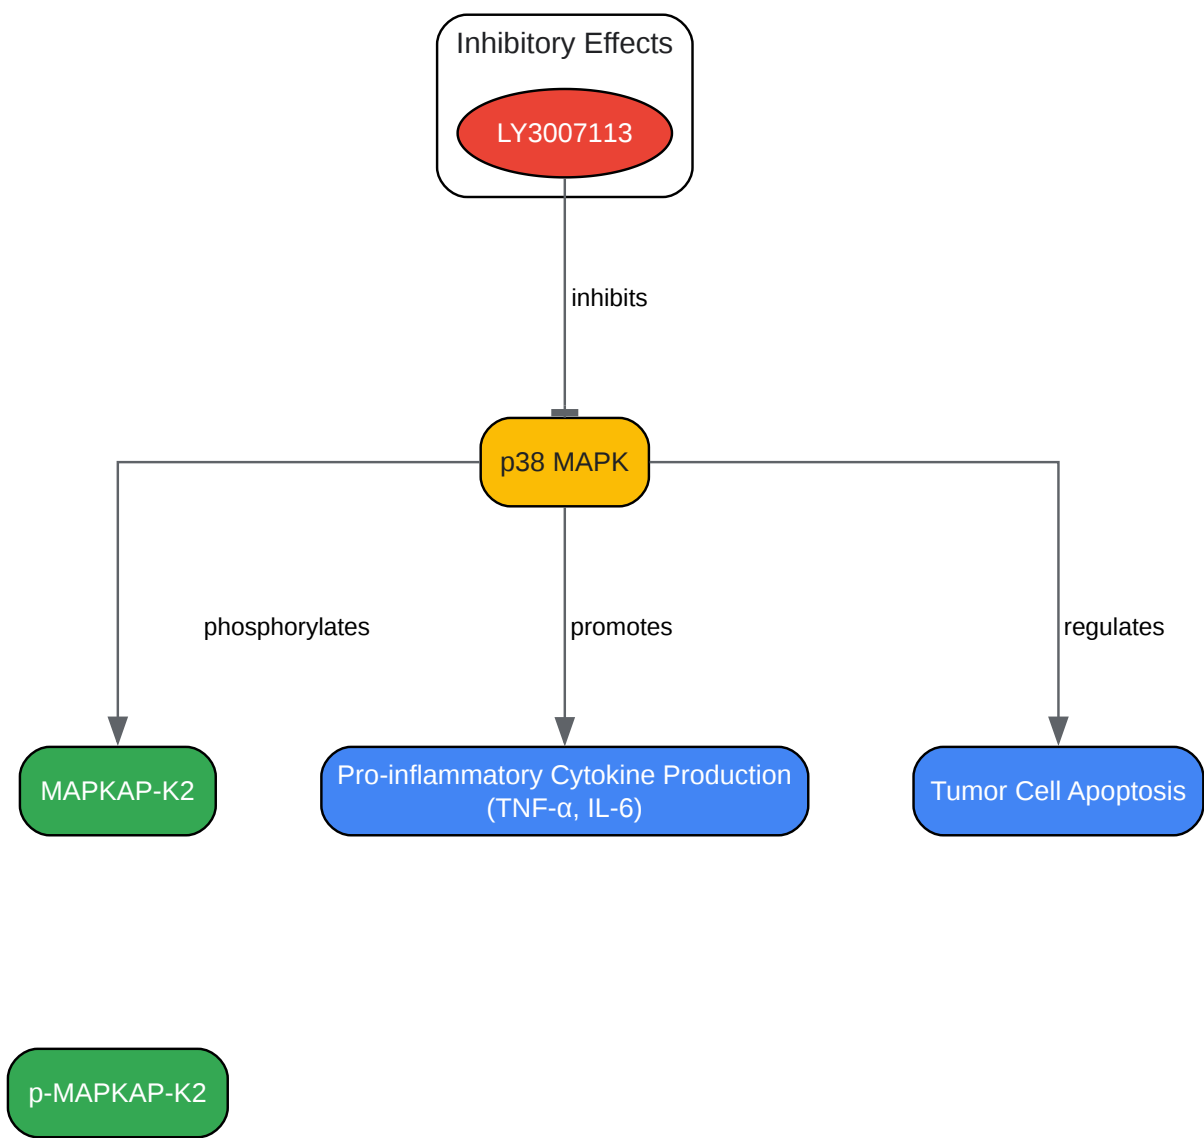 Inhibitory Effects
LY3007113
inhibits
p38 MAPK
phosphorylates
promotes
regulates
MAPKAP-K2
Pro-inflammatory Cytokine Production
(TNF-α, IL-6)
Tumor Cell Apoptosis
p-MAPKAP-K2